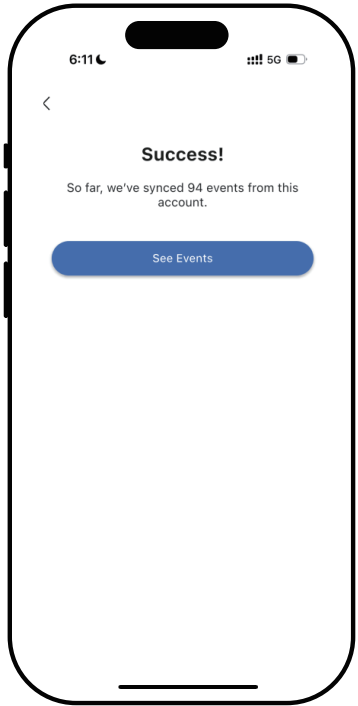 6:11
5G
Success!
So far, we've synced 94 events from this
account.
See Events